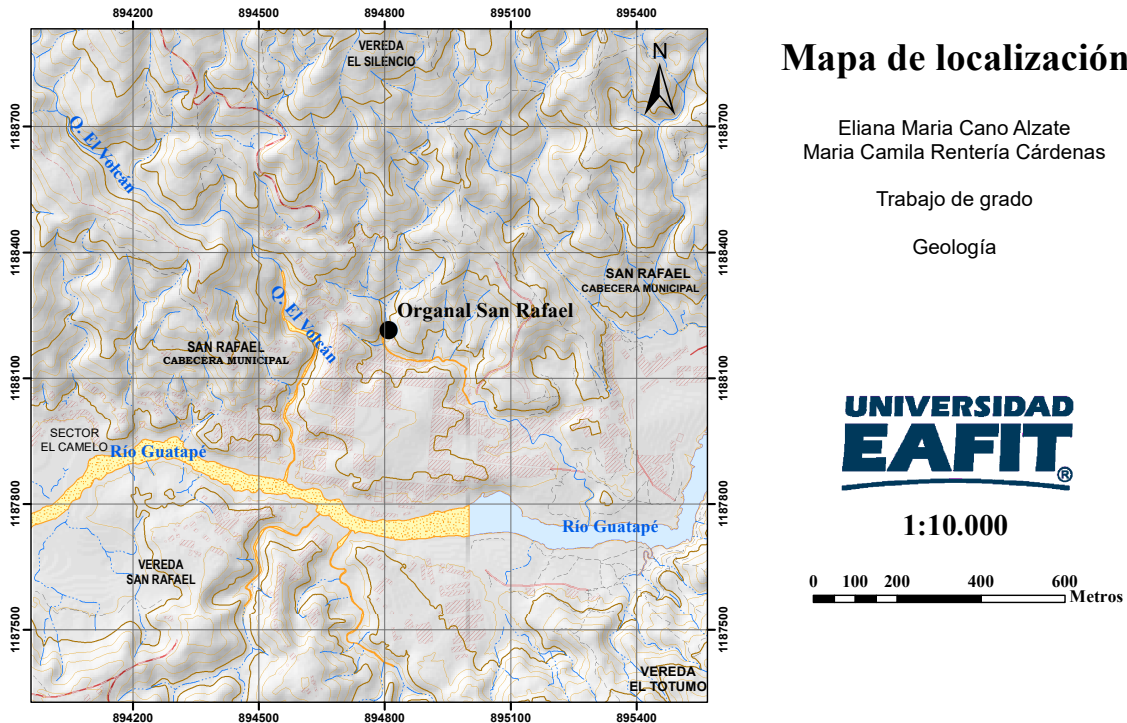 894200 894500 894800 895100 895400
VEREDA
EL SILENCIO
N
1188700
1188700
Q. El Volcán
1188400
1188400
SAN RAFAEL
CABECERA MUNICIPAL
Q. El Volcán
Organal San Rafael
SAN RAFAEL
CABECERA MUNICIPAL
1188100
1188100
SECTOR
EL CAMELO
Río Guatapé
1187800
1187800
Río Guatapé
VEREDA
SAN RAFAEL
1187500
1187500
VEREDA
EL TOTUMO
894200 894500 894800 895100 895400
Mapa de localización
Eliana Maria Cano Alzate
Maria Camila Rentería Cárdenas
Trabajo de grado
Geología
UNIVERSIDAD
EAFIT®
1:10.000
0 100 200 400 600
Metros